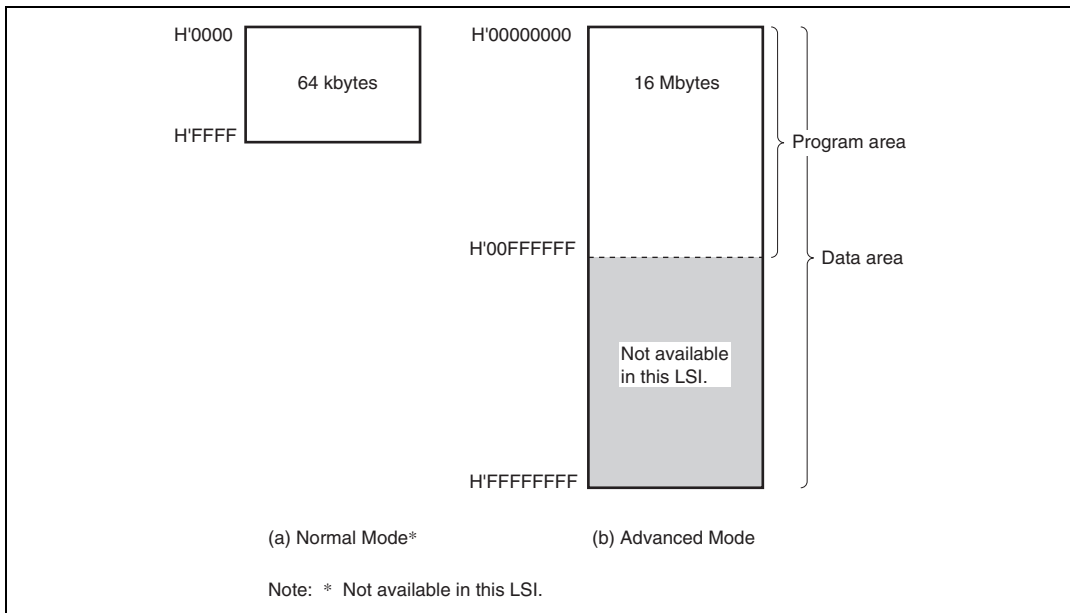 H'0000
64 kbytes
H'FFFF
H'00000000
16 Mbytes
Program area
H'00FFFFFF
Data area
Not available
in this LSI.
H'FFFFFFFF
(a) Normal Mode*
(b) Advanced Mode
Note: * Not available in this LSI.